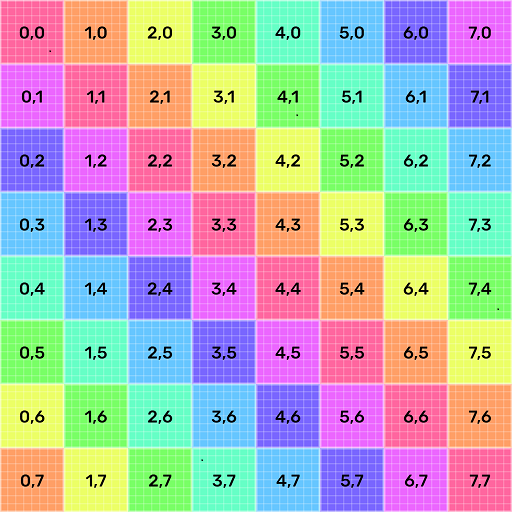 0,0 1,0 2,0 3,0 4,0 5,0 6,0 7,0
0,1 1,1 2,1 3,1 4,1 5,1 6,1 7,1
0,2 1,2 2,2 3,2 4,2 5,2 6,2 7,2
0,3 1,3 2,3 3,3 4,3 5,3 6,3 7,3
0,4 1,4 2,4 3,4 4,4 5,4 6,4 7,4
0,5 1,5 2,5 3,5 4,5 5,5 6,5 7,5
0,6 1,6 2,6 3,6 4,6 5,6 6,6 7,6
0,7 1,7 2,7 3,7 4,7 5,7 6,7 7,7